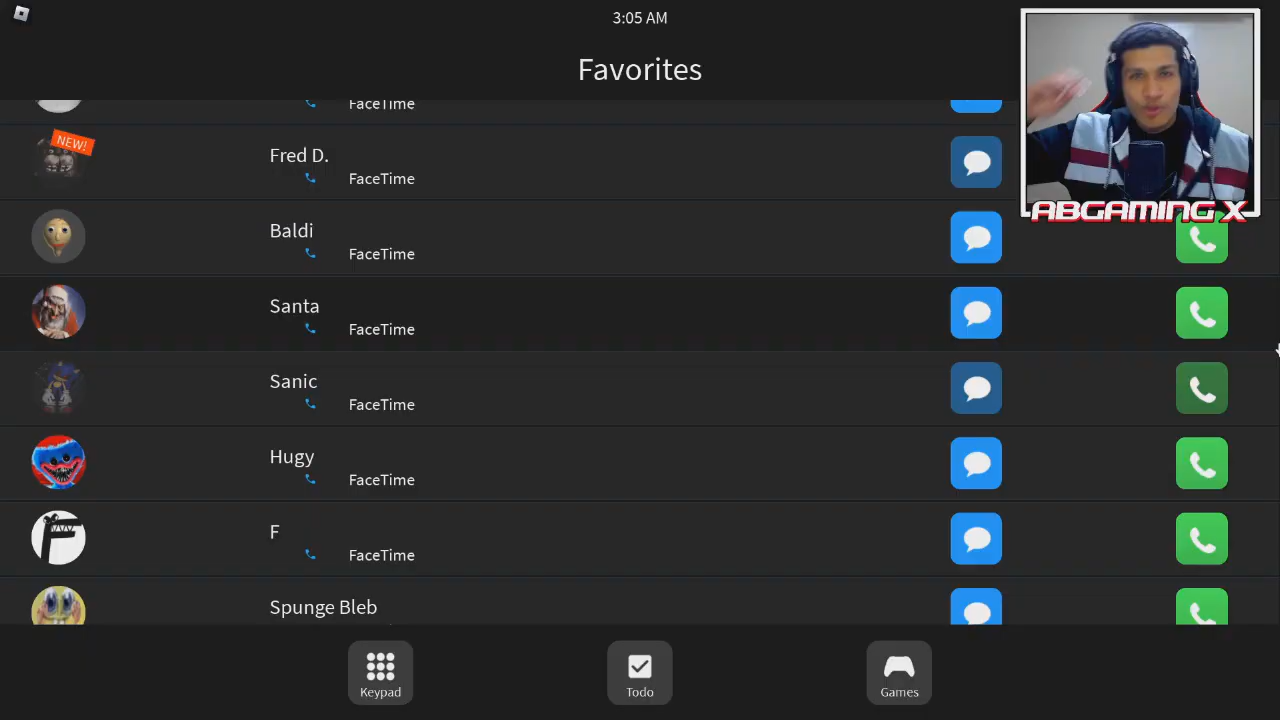 3:05 AM
Favorites
FaceTime
NEW!
Fred D.
FaceTime
Baldi
FaceTime
Santa
FaceTime
Sanic
FaceTime
Hugy
FaceTime
F
F
FaceTime
Spunge Bleb
Keypad
Todo
Games
ABGAMING X